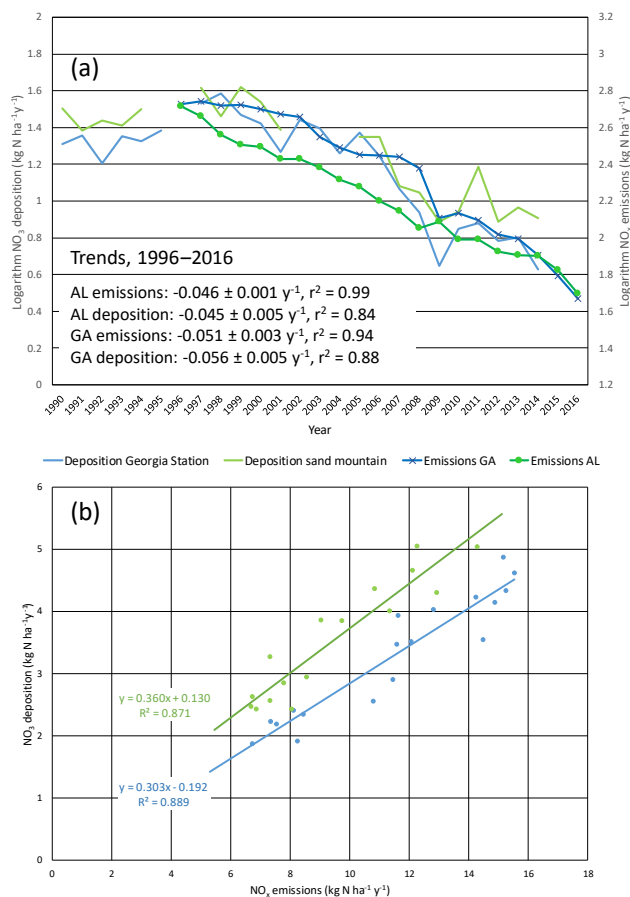 2
3.2
1.8
3
1.6
2.8
1.4
2.6
1.2
2.4
1
2.2
0.8
2
0.6
1.8
0.4
1.6
0.2
1.4
0
1.2
Logarithm NO3 deposition (kg N ha⁻¹y⁻¹)
Logarithm NOx emissions (kg N ha⁻¹y⁻¹)
(a)
Trends, 1996–2016
AL emissions: -0.046 ± 0.001 y⁻¹, r² = 0.99
AL deposition: -0.045 ± 0.005 y⁻¹, r² = 0.84
GA emissions: -0.051 ± 0.003 y⁻¹, r² = 0.94
GA deposition: -0.056 ± 0.005 y⁻¹, r² = 0.88
1990 1991 1992 1993 1994 1995 1996 1997 1998 1999 2000 2001 2002 2003 2004 2005 2006 2007 2008 2009 2010 2011 2012 2013 2014 2015 2016
Year
Deposition Georgia Station Deposition sand mountain Emissions GA Emissions AL
6
5
4
3
2
1
0
NO3 deposition (kg N ha⁻¹y⁻¹)
(b)
y = 0.360x + 0.130
R² = 0.871
y = 0.303x - 0.192
R² = 0.889
0 2 4 6 8 10 12 14 16 18
NOx emissions (kg N ha⁻¹ y⁻¹)